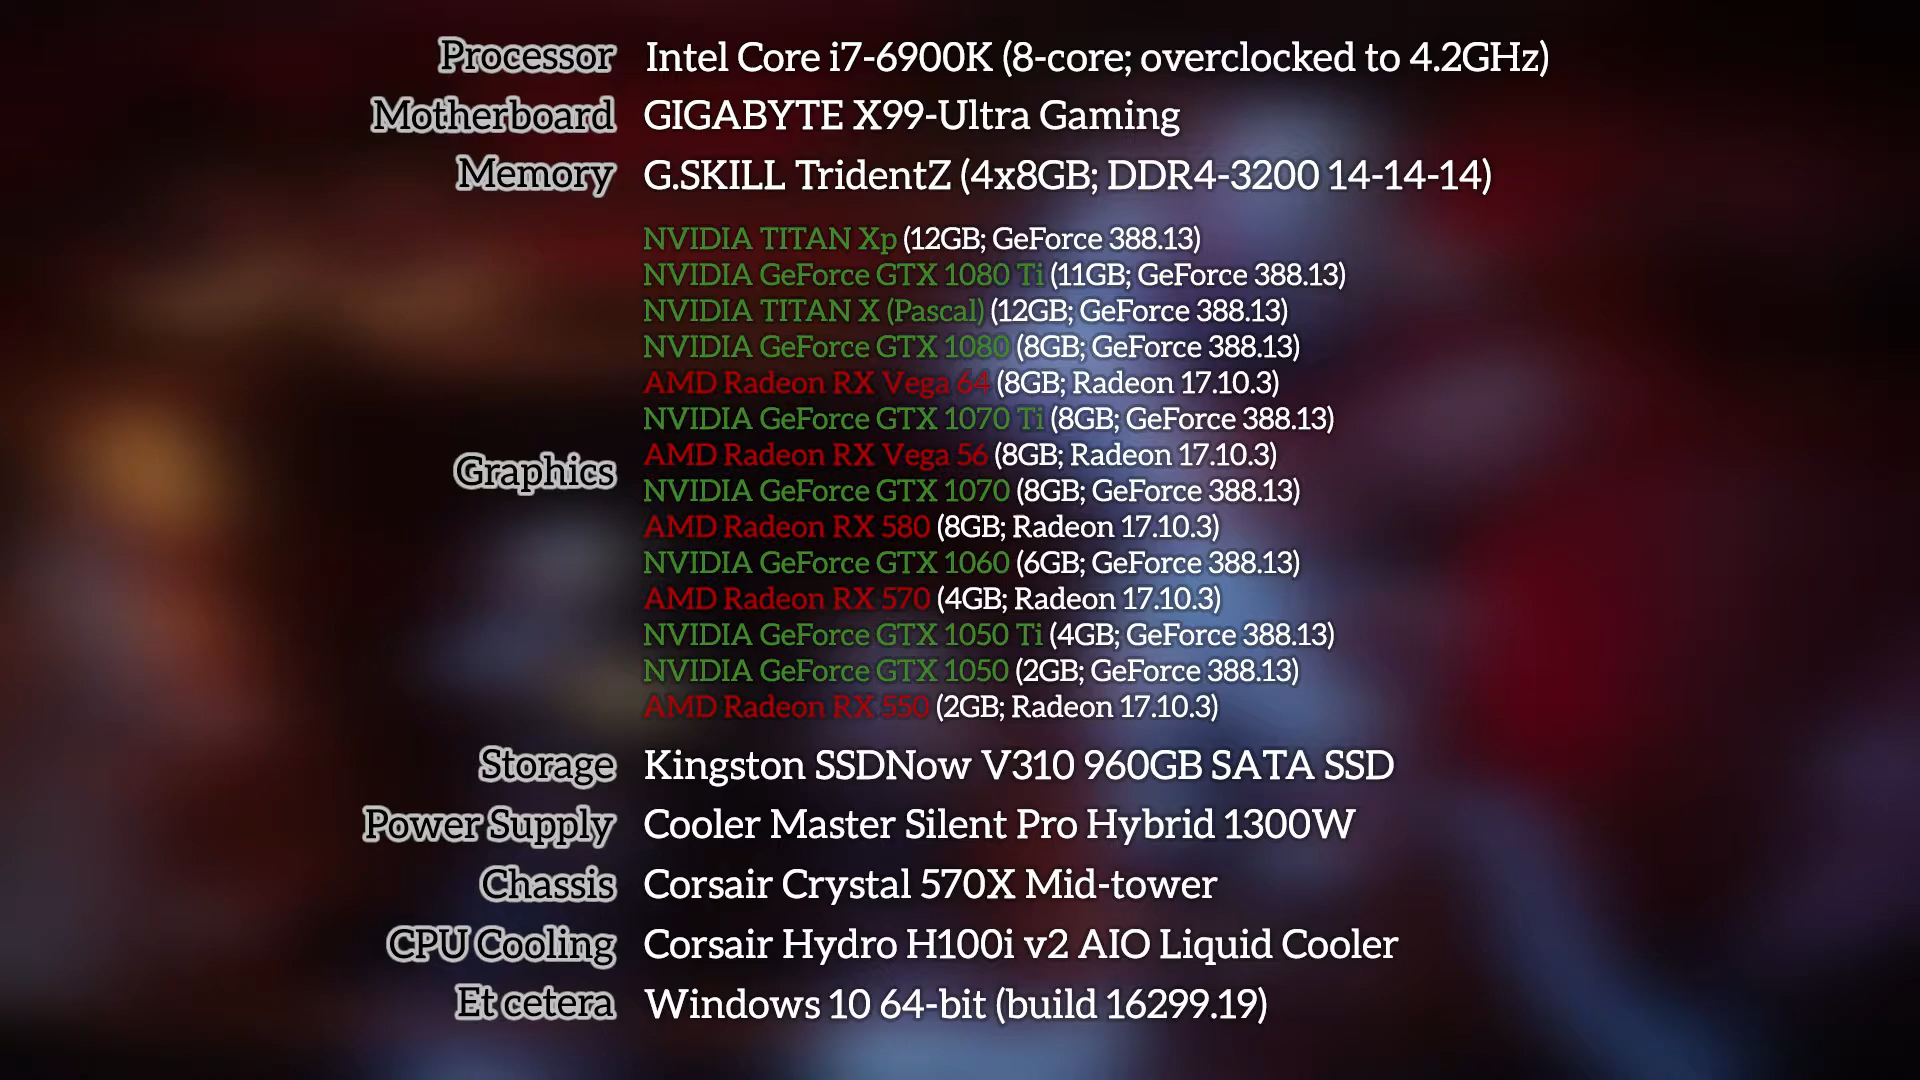 Processor Intel Core i7-6900K (8-core; overclocked to 4.2GHz)
Motherboard GIGABYTE X99-Ultra Gaming
Memory G.SKILL TridentZ (4x8GB; DDR4-3200 14-14-14)
Graphics
NVIDIA TITAN Xp (12GB; GeForce 388.13)
NVIDIA GeForce GTX 1080 Ti (11GB; GeForce 388.13)
NVIDIA TITAN X (Pascal) (12GB; GeForce 388.13)
NVIDIA GeForce GTX 1080 (8GB; GeForce 388.13)
AMD Radeon RX Vega 64 (8GB; Radeon 17.10.3)
NVIDIA GeForce GTX 1070 Ti (8GB; GeForce 388.13)
AMD Radeon RX Vega 56 (8GB; Radeon 17.10.3)
NVIDIA GeForce GTX 1070 (8GB; GeForce 388.13)
AMD Radeon RX 580 (8GB; Radeon 17.10.3)
NVIDIA GeForce GTX 1060 (6GB; GeForce 388.13)
AMD Radeon RX 570 (4GB; Radeon 17.10.3)
NVIDIA GeForce GTX 1050 Ti (4GB; GeForce 388.13)
NVIDIA GeForce GTX 1050 (2GB; GeForce 388.13)
AMD Radeon RX 550 (2GB; Radeon 17.10.3)
Storage Kingston SSDNow V310 960GB SATA SSD
Power Supply Cooler Master Silent Pro Hybrid 1300W
Chassis Corsair Crystal 570X Mid-tower
CPU Cooling Corsair Hydro H100i v2 AIO Liquid Cooler
Et cetera Windows 10 64-bit (build 16299.19)